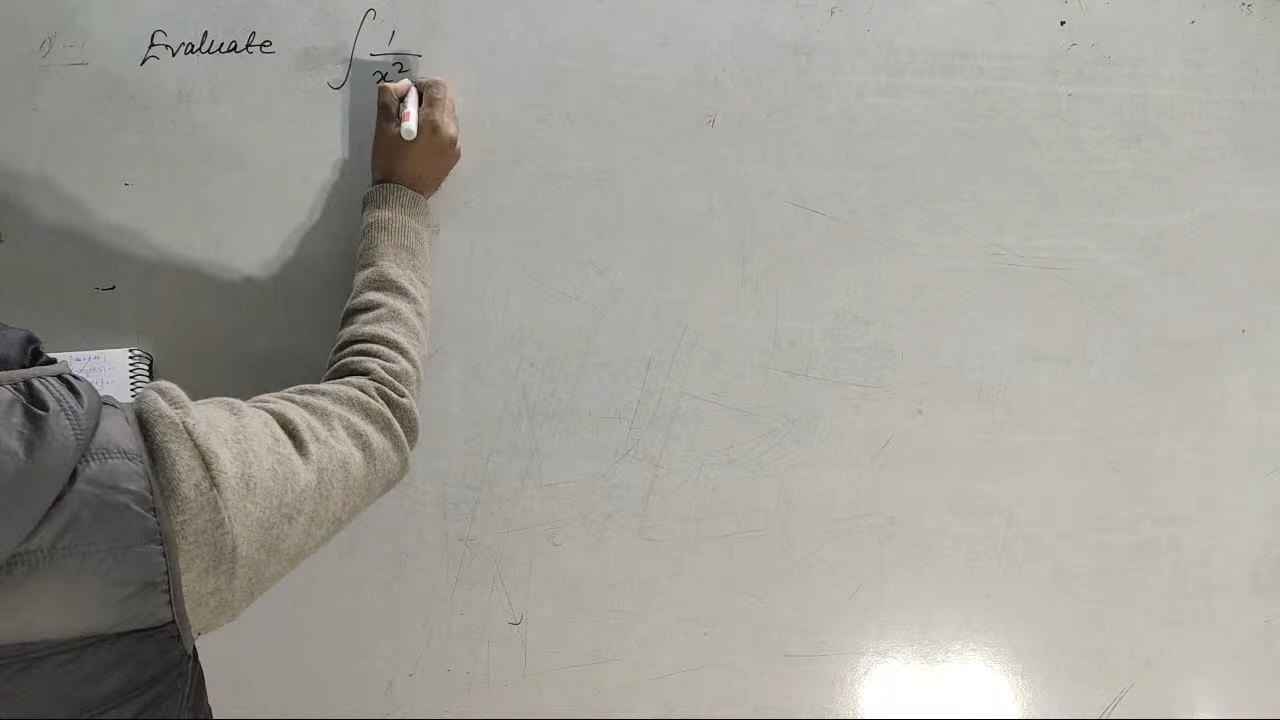 Evaluate ∫ 1/x²